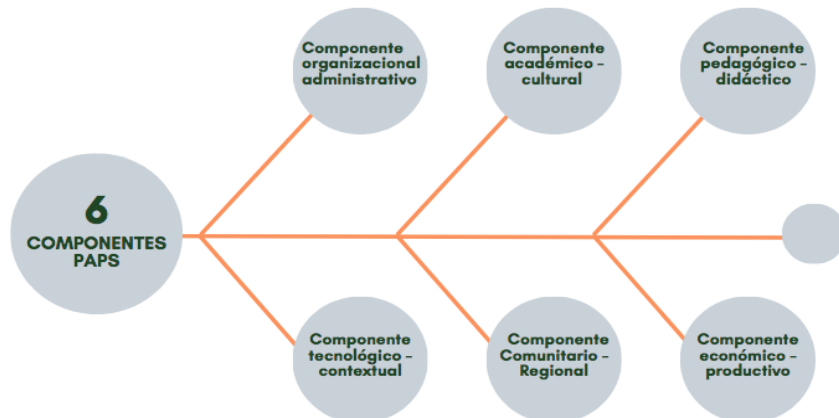 Componente
organizacional
administrativo
Componente
académico -
cultural
Componente
pedagógico -
didáctico
6
COMPONENTES
PAPS
Componente
tecnológico -
contextual
Componente
Comunitario -
Regional
Componente
económico -
productivo